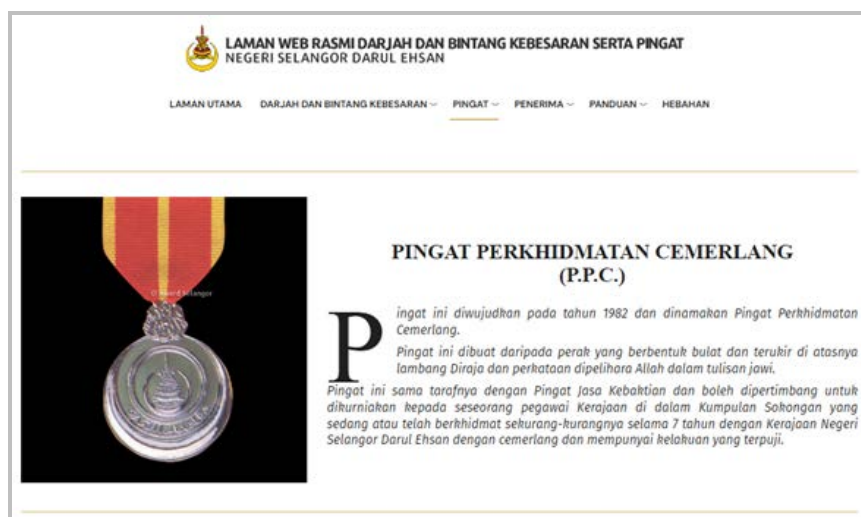 LAMAN WEB RASMI DARJAH DAN BINTANG KEBESARAN SERTA PINGAT
NEGERI SELANGOR DARUL EHSAN
LAMAN UTAMA DARJAH DAN BINTANG KEBESARAN PINGAT PENERIMA PANDUAN HEBAHAN
PINGAT PERKHIDMATAN CEMERLANG
(P.P.C.)
Pingat ini diwujudkan pada tahun 1982 dan dinamakan Pingat Perkhidmatan
Cemerlang.
Pingat ini dibuat daripada perak yang berbentuk bulat dan terukir di atasnya
lambang Diraja dan perkataan dipelihara Allah dalam tulisan jawi.
Pingat ini sama tarafnya dengan Pingat Jasa Kebaktian dan boleh dipertimbang untuk
dikurniakan kepada seseorang pegawai Kerajaan di dalam Kumpulan Sokongan yang
sedang atau telah berkhidmat sekurang-kurangnya selama 7 tahun dengan Kerajaan Negeri
Selangor Darul Ehsan dengan cemerlang dan mempunyai kelakuan yang terpuji.